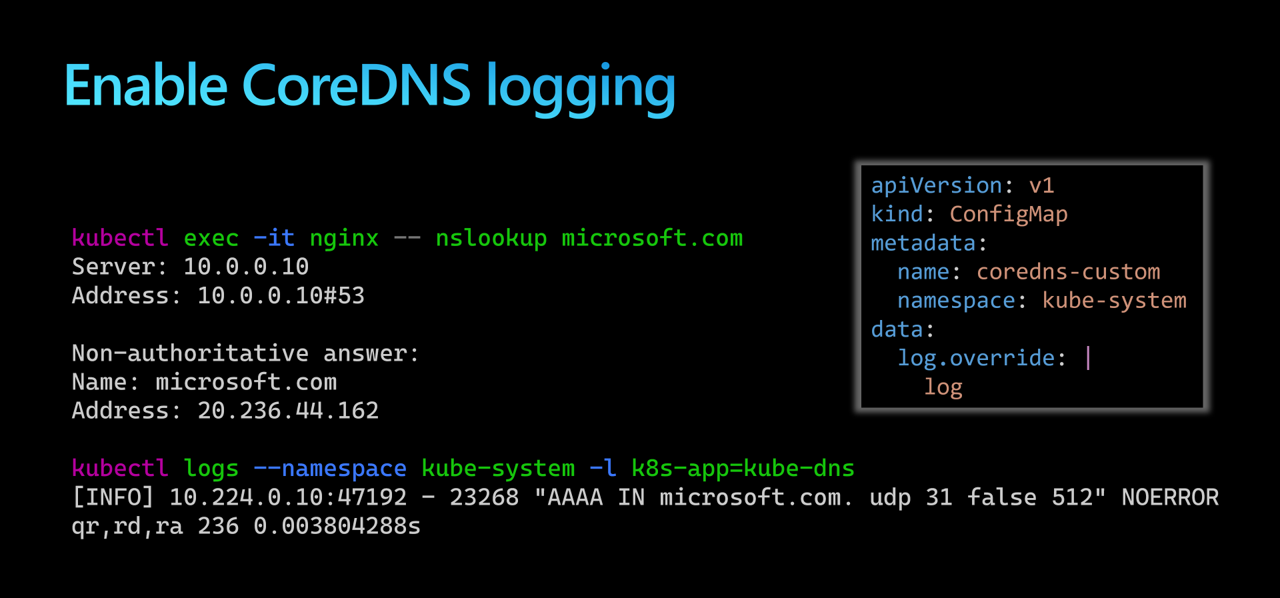 Enable CoreDNS logging
kubectl exec -it nginx -- nslookup microsoft.com
Server: 10.0.0.10
Address: 10.0.0.10#53
Non-authoritative answer:
Name: microsoft.com
Address: 20.236.44.162
kubectl logs --namespace kube-system -l k8s-app=kube-dns
[INFO] 10.224.0.10:47192 - 23268 "AAAA IN microsoft.com. udp 31 false 512" NOERROR
qr,rd,ra 236 0.003804288s
apiVersion: v1
kind: ConfigMap
metadata:
  name: coredns-custom
  namespace: kube-system
data:
  log.override: |
    log